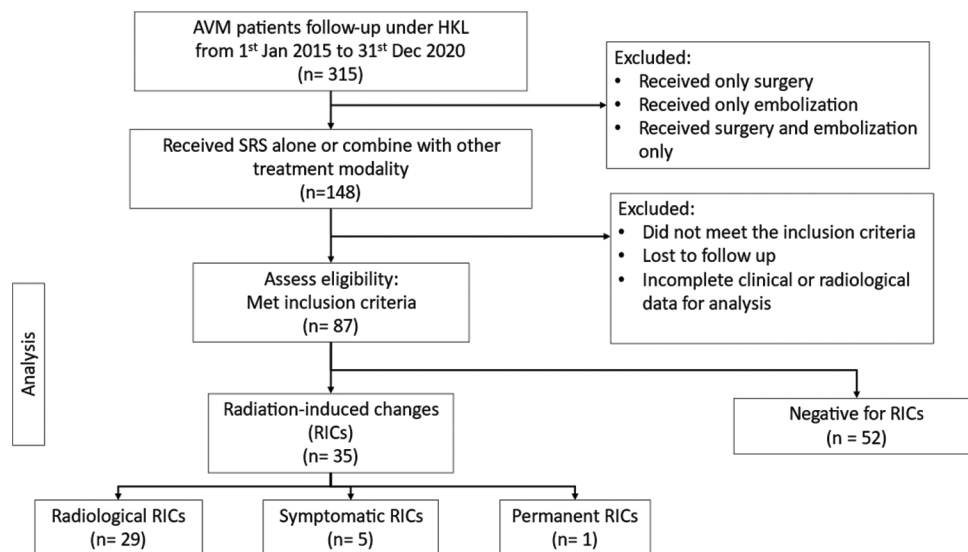 AVM patients follow-up under HKL
from 1st Jan 2015 to 31st Dec 2020
(n= 315)
Excluded:
• Received only surgery
• Received only embolization
• Received surgery and embolization
only
Received SRS alone or combine with other
treatment modality
(n=148)
Excluded:
• Did not meet the inclusion criteria
• Lost to follow up
• Incomplete clinical or radiological
data for analysis
Assess eligibility:
Met inclusion criteria
(n= 87)
Analysis
Radiation-induced changes
(RICs)
(n= 35)
Negative for RICs
(n = 52)
Radiological RICs
(n= 29)
Symptomatic RICs
(n= 5)
Permanent RICs
(n= 1)